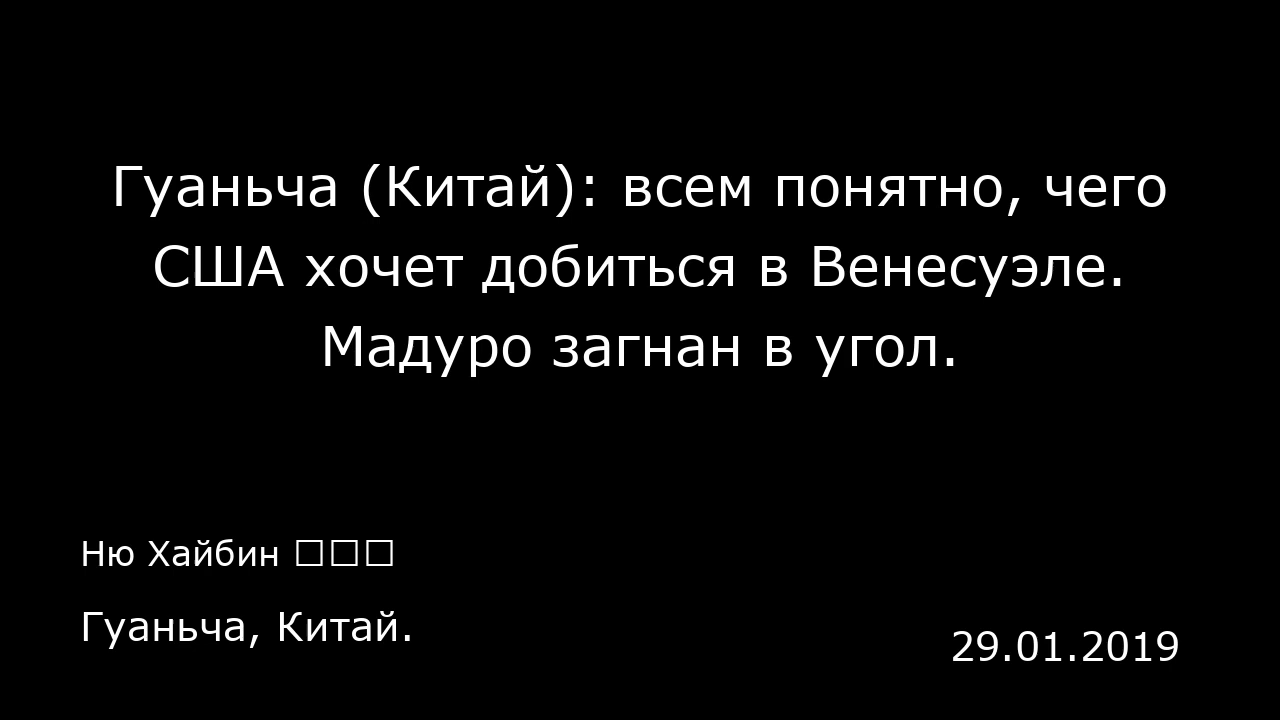 Гуаньча (Китай): всем понятно, чего
США хочет добиться в Венесуэле.
Мадуро загнан в угол.
Ню Хайбин □□□
Гуаньча, Китай.
29.01.2019